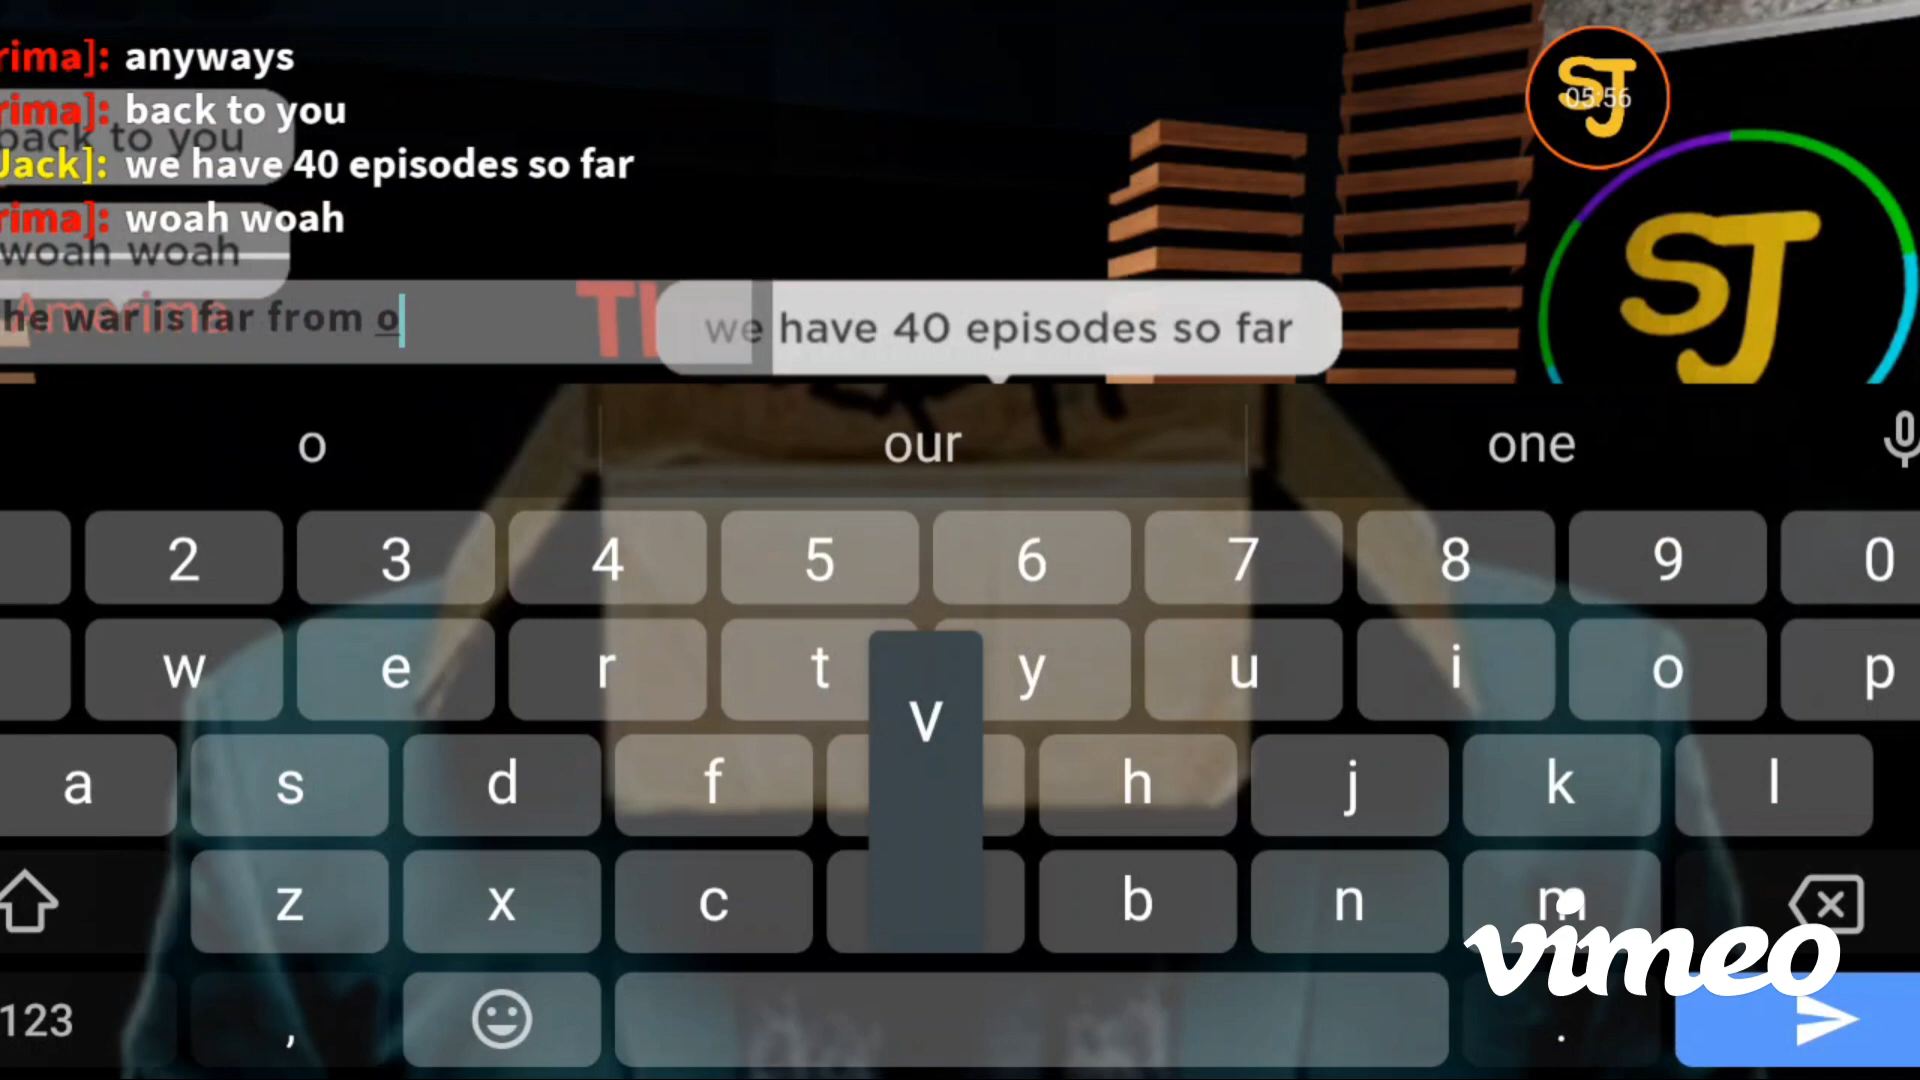 rima]: anyways
rima]: back to you
back to you
Jack]: we have 40 episodes so far
rima]: woah woah
woah woah
Amerima
he war is far from o
we have 40 episodes so far
SJ
05:56
SJ
o our one
2 3 4 5 6 7 8 9 0
w e r t y u i o p
a s d f h j k l
v
z x c b n m
123 , .
vimeo